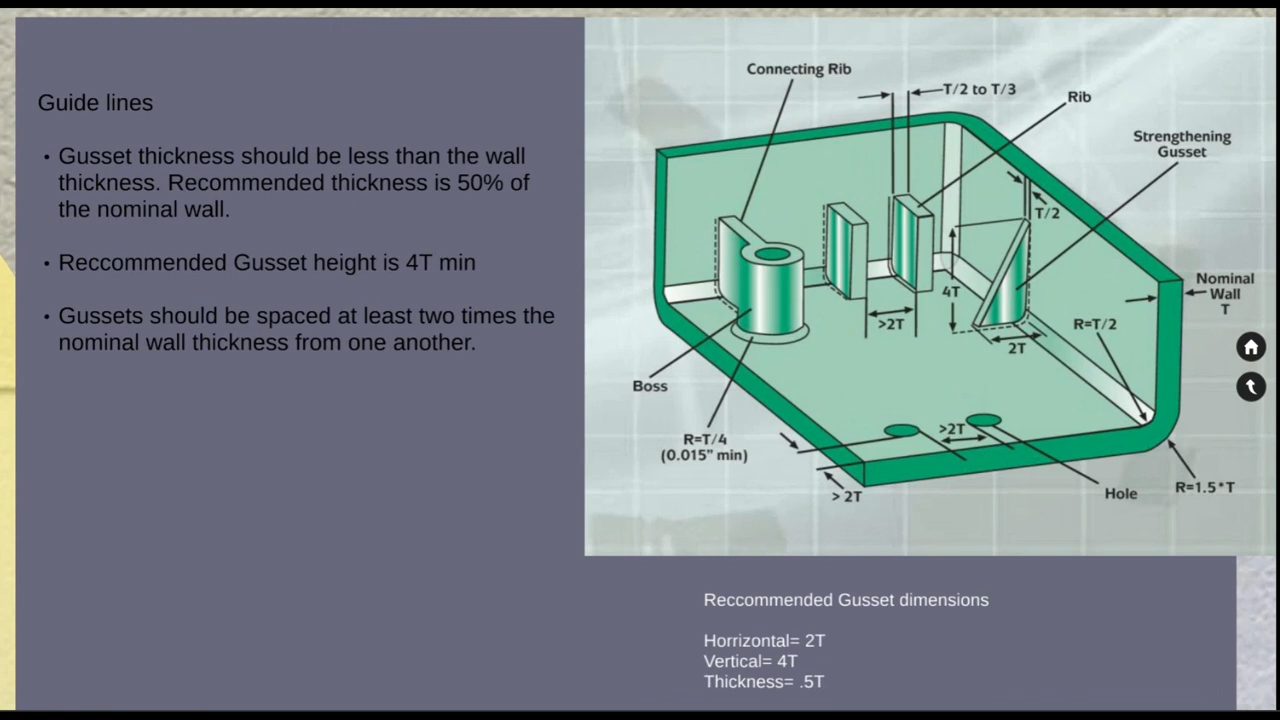 Guide lines
• Gusset thickness should be less than the wall
thickness. Recommended thickness is 50% of
the nominal wall.
• Reccommended Gusset height is 4T min
• Gussets should be spaced at least two times the
nominal wall thickness from one another.
Connecting Rib
T/2 to T/3
Rib
Strengthening
Gusset
T/2
4T
Nominal
Wall
T
>2T
R=T/2
2T
Boss
R=T/4
(0.015" min)
>2T
> 2T
Hole
R=1.5*T
Reccommended Gusset dimensions
Horrizontal= 2T
Vertical= 4T
Thickness= .5T